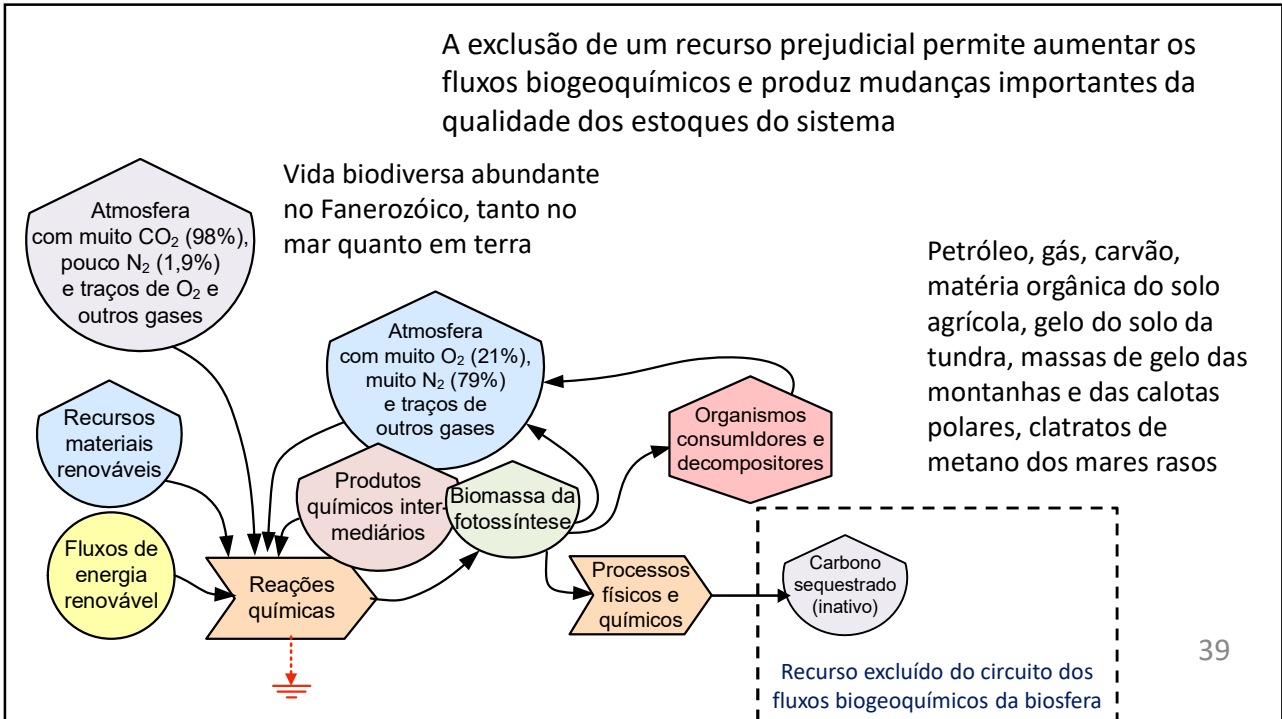 A exclusão de um recurso prejudicial permite aumentar os
fluxos biogeoquímicos e produz mudanças importantes da
qualidade dos estoques do sistema
Vida biodiversa abundante
no Fanerozóico, tanto no
mar quanto em terra
Atmosfera
com muito CO₂ (98%),
pouco N₂ (1,9%)
e traços de O₂ e
outros gases
Petróleo, gás, carvão,
matéria orgânica do solo
agrícola, gelo do solo da
tundra, massas de gelo das
montanhas e das calotas
polares, clatratos de
metano dos mares rasos
Atmosfera
com muito O₂ (21%),
muito N₂ (79%)
e traços de
outros gases
Recursos
materiais
renováveis
Organismos
consumIdores e
decompositores
Produtos
químicos inter-
mediários
Biomassa da
fotossíntese
Fluxos de
energia
renovável
Reações
químicas
Processos
físicos e
químicos
Carbono
sequestrado
(inativo)
Recurso excluído do circuito dos
fluxos biogeoquímicos da biosfera
39